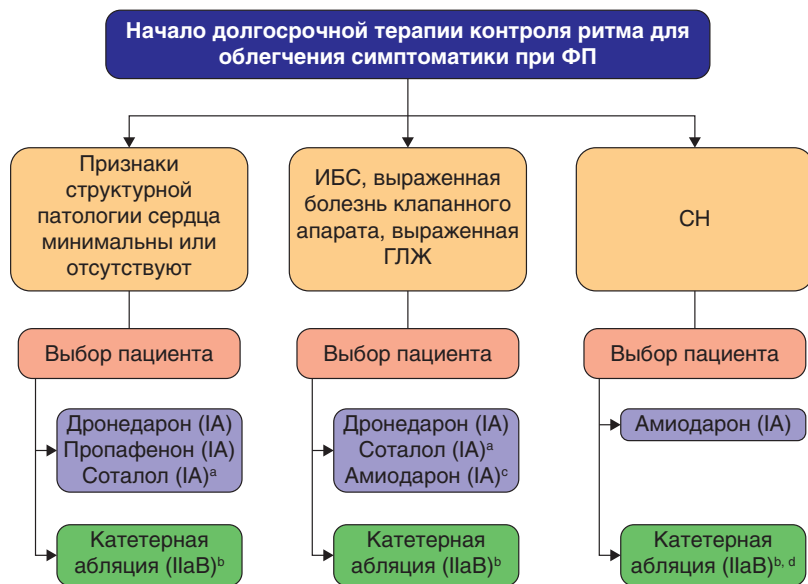 Начало долгосрочной терапии контроля ритма для
облегчения симптоматики при ФП
Признаки
структурной
патологии сердца
минимальны или
отсутствуют
ИБС, выраженная
болезнь клапанного
аппарата, выраженная
ГЛЖ
СН
Выбор пациента
Выбор пациента
Выбор пациента
Дронедарон (IA)
Пропафенон (IA)
Соталол (IA)ᵃ
Дронедарон (IA)
Соталол (IA)ᵃ
Амиодарон (IA)ᶜ
Амиодарон (IA)
Катетерная
абляция (IIaB)ᵇ
Катетерная
абляция (IIaB)ᵇ
Катетерная
абляция (IIaB)ᵇ, ᵈ